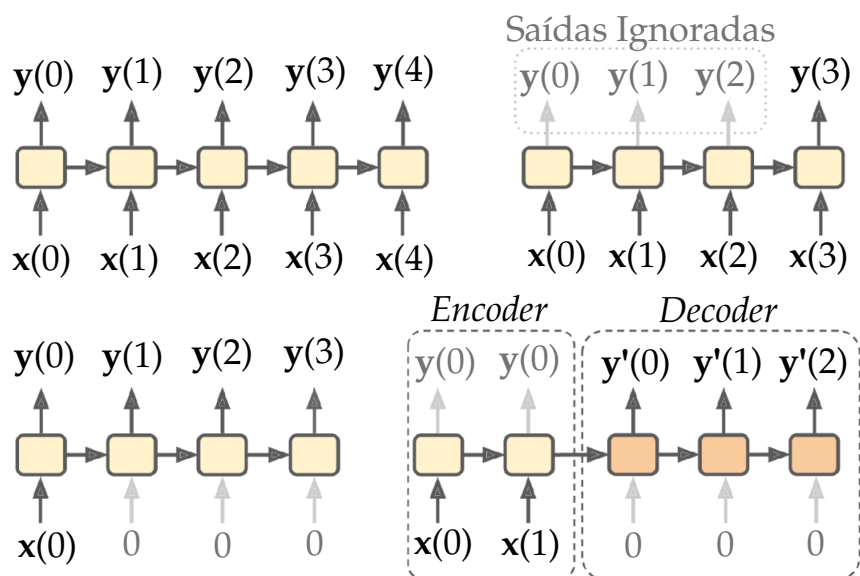 Saídas Ignoradas
y(0) y(1) y(2) y(3) y(4)
x(0) x(1) x(2) x(3) x(4)
y(0) y(1) y(2) y(3)
x(0) x(1) x(2) x(3)
y(0) y(1) y(2) y(3)
x(0) 0 0 0
Encoder Decoder
y(0) y(0) y'(0) y'(1) y'(2)
x(0) x(1) 0 0 0